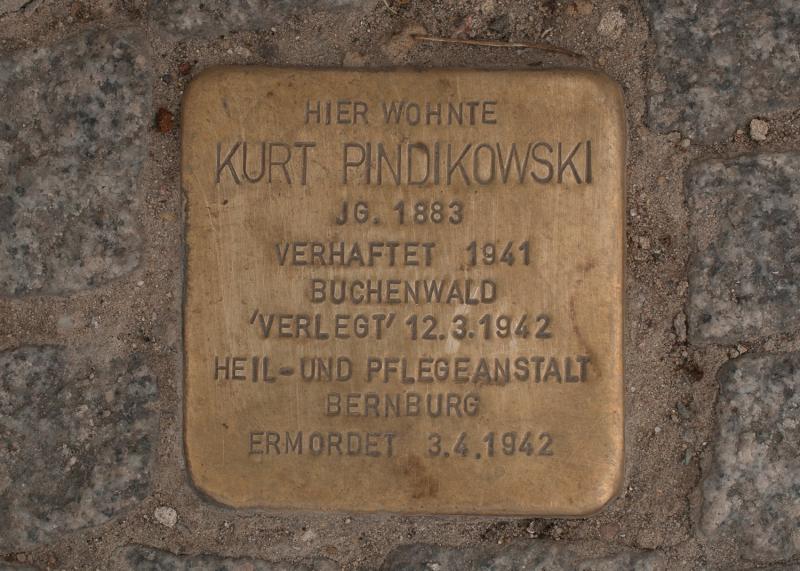 HIER WOHNTE
KURT PINDIKOWSKI
JG. 1883
VERHAFTET 1941
BUCHENWALD
'VERLEGT' 12.3.1942
HEIL-UND PFLEGEANSTALT
BERNBURG
ERMORDET 3.4.1942